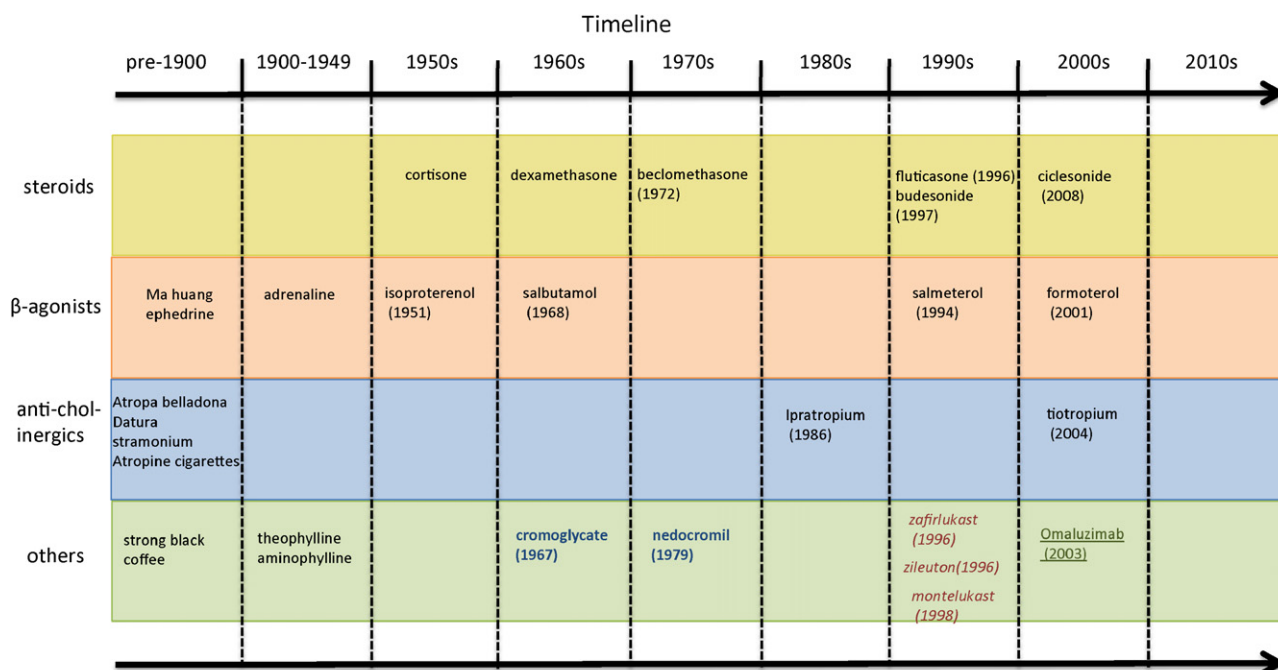 Timeline
pre-1900 1900-1949 1950s 1960s 1970s 1980s 1990s 2000s 2010s
steroids
cortisone
dexamethasone
beclomethasone
(1972)
fluticasone (1996)
budesonide
(1997)
ciclesonide
(2008)
β-agonists
Ma huang
ephedrine
adrenaline
isoproterenol
(1951)
salbutamol
(1968)
salmeterol
(1994)
formoterol
(2001)
anti-chol-
inergics
Atropa belladona
Datura
stramonium
Atropine cigarettes
Ipratropium
(1986)
tiotropium
(2004)
others
strong black
coffee
theophylline
aminophylline
cromoglycate
(1967)
nedocromil
(1979)
zafirlukast
(1996)
zileuton(1996)
montelukast
(1998)
Omaluzimab
(2003)